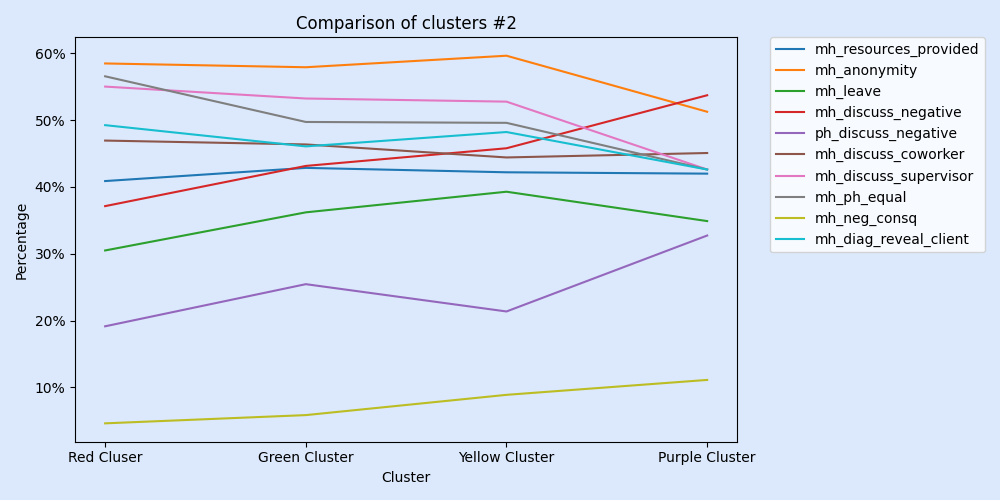 Comparison of clusters #2
60%
50%
40%
30%
20%
10%
Percentage
Red Cluser
Green Cluster
Yellow Cluster
Purple Cluster
Cluster
mh_resources_provided
mh_anonymity
mh_leave
mh_discuss_negative
ph_discuss_negative
mh_discuss_coworker
mh_discuss_supervisor
mh_ph_equal
mh_neg_consq
mh_diag_reveal_client